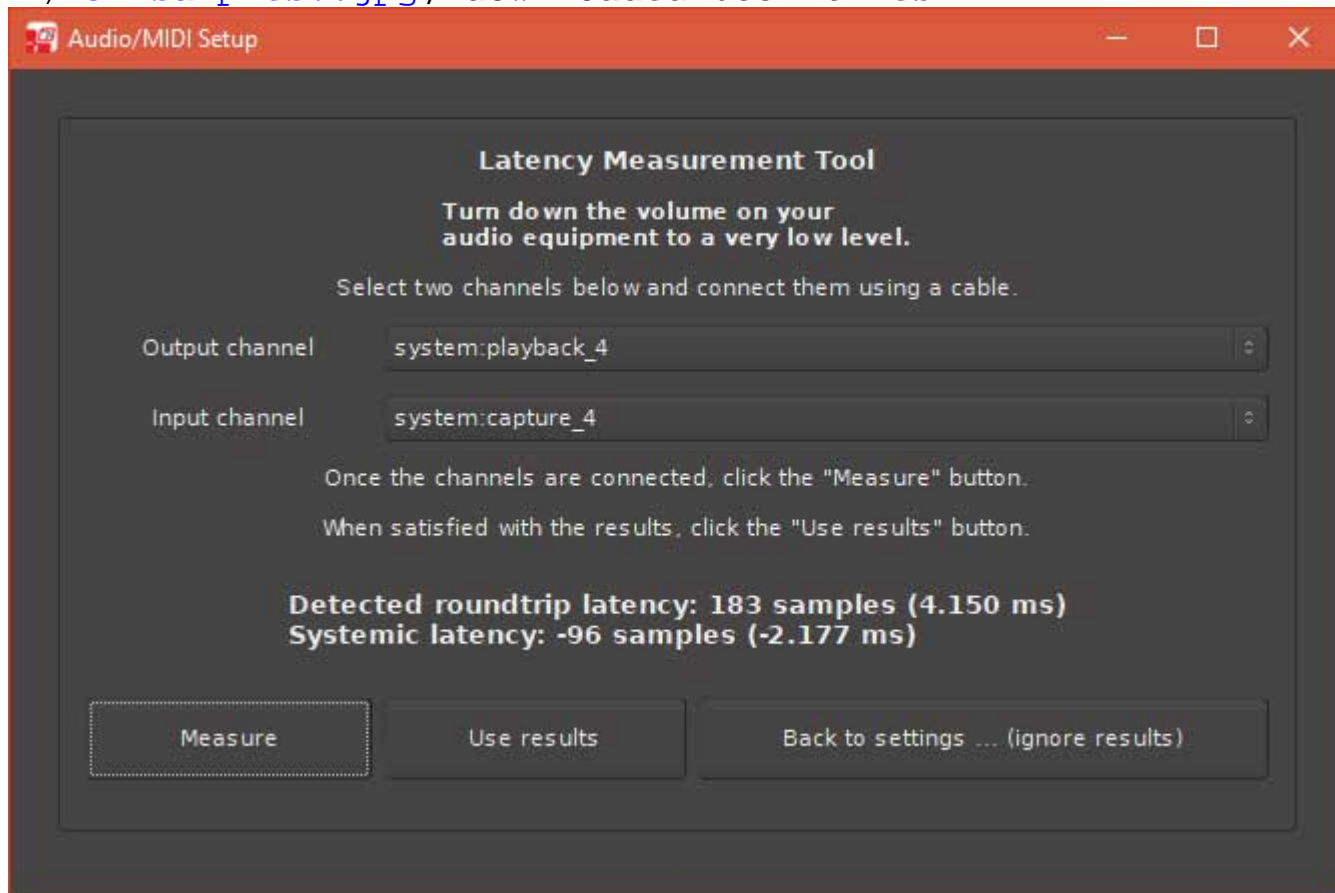 Audio/MIDI Setup
Latency Measurement Tool
Turn down the volume on your
audio equipment to a very low level.
Select two channels below and connect them using a cable.
Output channel system:playback_4
Input channel system:capture_4
Once the channels are connected, click the "Measure" button.
When satisfied with the results, click the "Use results" button.
Detected roundtrip latency: 183 samples (4.150 ms)
Systemic latency: -96 samples (-2.177 ms)
Measure Use results Back to settings ... (ignore results)